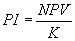 PI = NPV / K